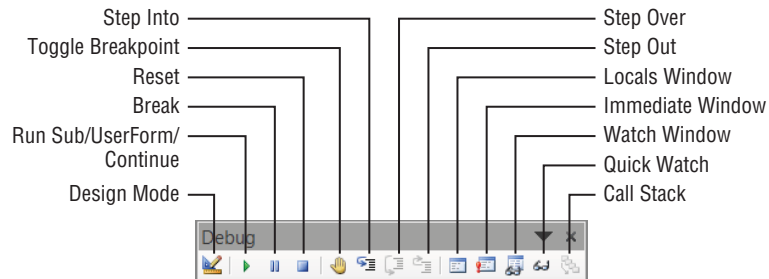 Step Into
Toggle Breakpoint
Reset
Break
Run Sub/UserForm/
Continue
Design Mode
Step Over
Step Out
Locals Window
Immediate Window
Watch Window
Quick Watch
Call Stack
Debug